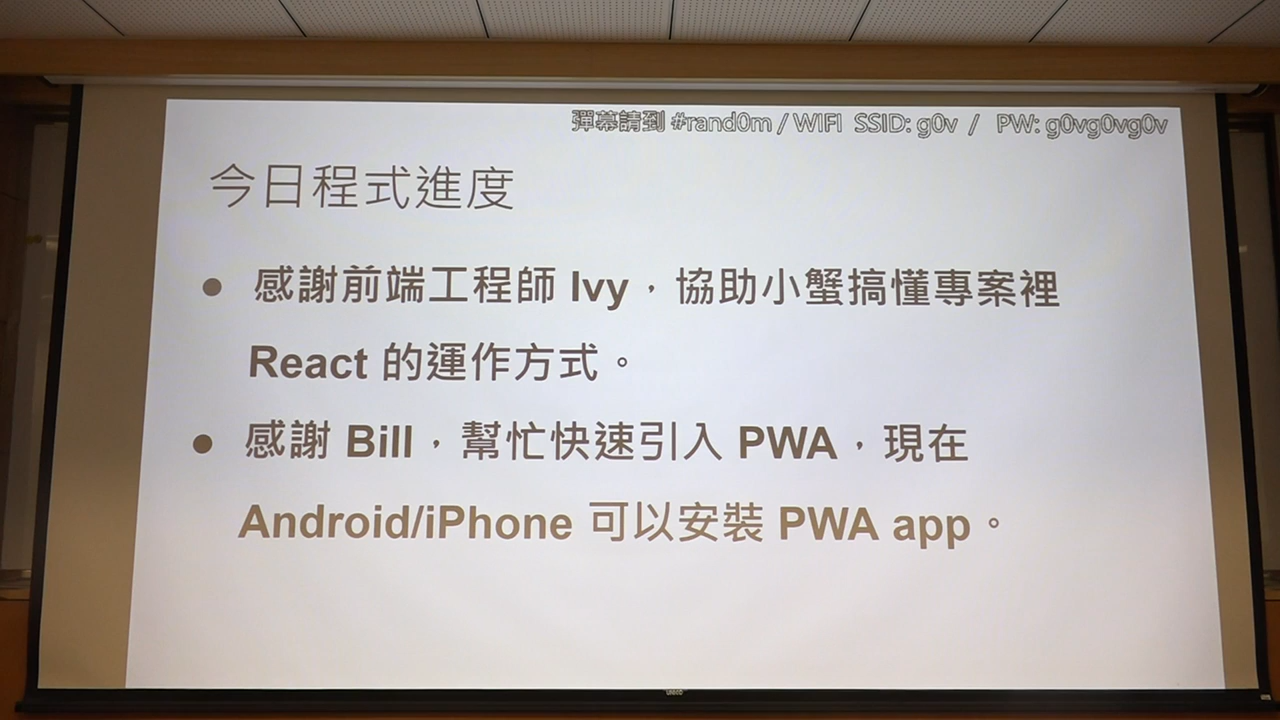 彈幕請到 #rand0m / WIFI SSID: g0v / PW: g0vg0vg0v
今日程式進度
● 感謝前端工程師 Ivy，協助小蟹搞懂專案裡
React 的運作方式。
● 感謝 Bill，幫忙快速引入 PWA，現在
Android/iPhone 可以安裝 PWA app。